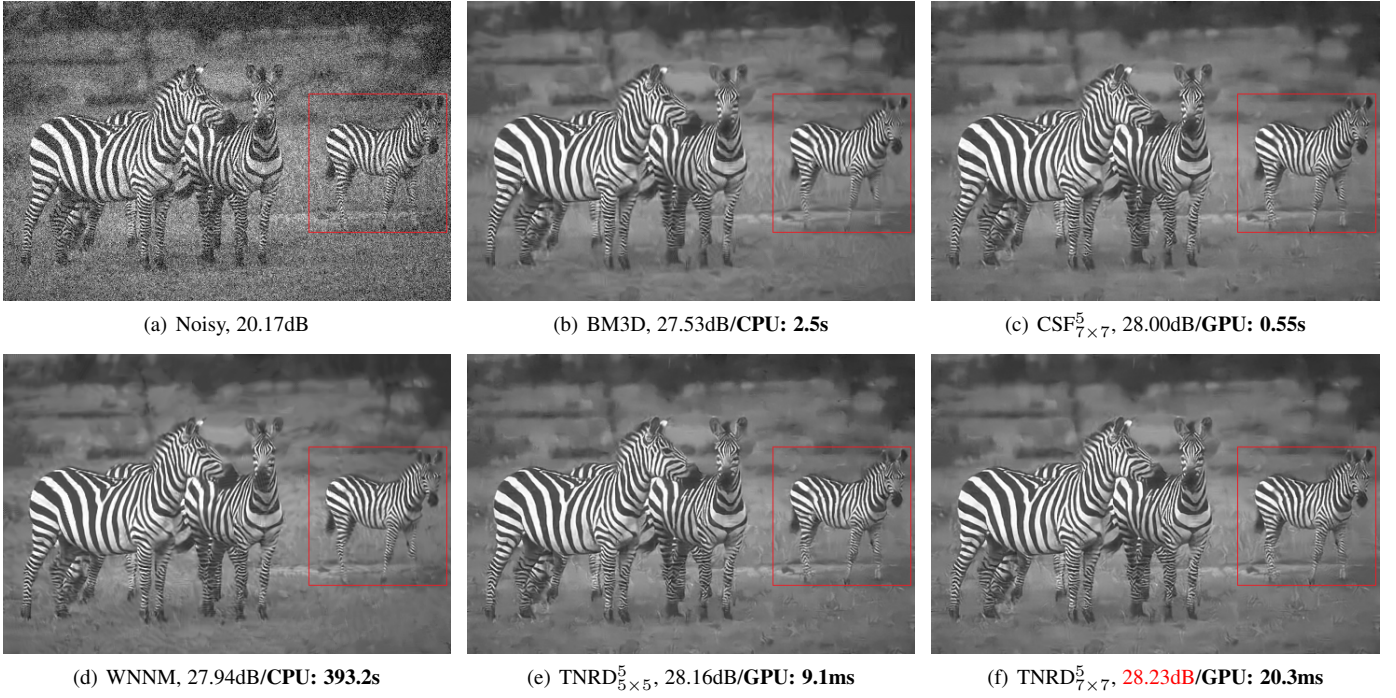 (a) Noisy, 20.17dB
(b) BM3D, 27.53dB/CPU: 2.5s
(c) CSF⁵₇ₓ₇, 28.00dB/GPU: 0.55s
(d) WNNM, 27.94dB/CPU: 393.2s
(e) TNRD⁵₅ₓ₅, 28.16dB/GPU: 9.1ms
(f) TNRD⁵₇ₓ₇, 28.23dB/GPU: 20.3ms